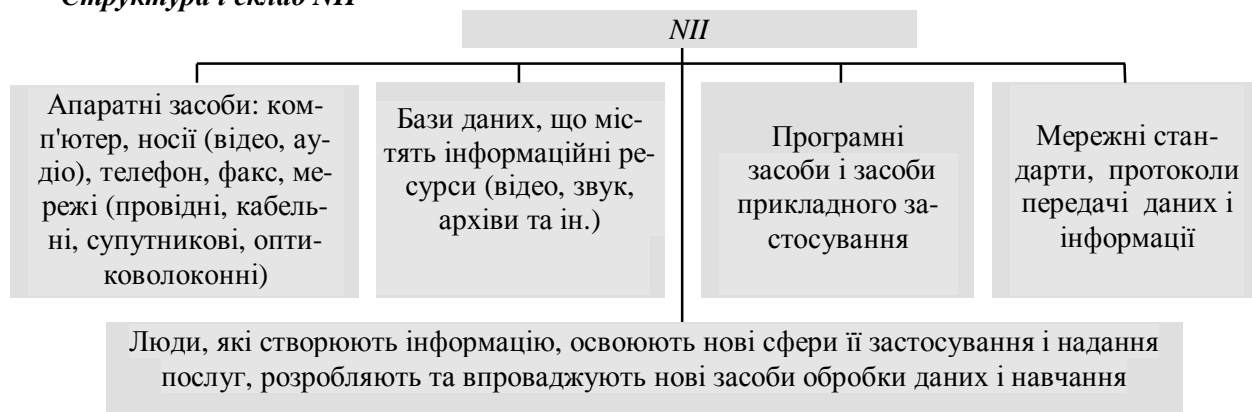 Структура і склад NII
NII
Апаратні засоби: ком-
п'ютер, носії (відео, ау-
діо), телефон, факс, ме-
режі (провідні, кабель-
ні, супутникові, опти-
коволоконні)
Бази даних, що міс-
тять інформаційні ре-
сурси (відео, звук,
архіви та ін.)
Програмні
засоби і засоби
прикладного за-
стосування
Мережні стан-
дарти, протоколи
передачі даних і
інформації
Люди, які створюють інформацію, освоюють нові сфери її застосування і надання
послуг, розробляють та впроваджують нові засоби обробки даних і навчання